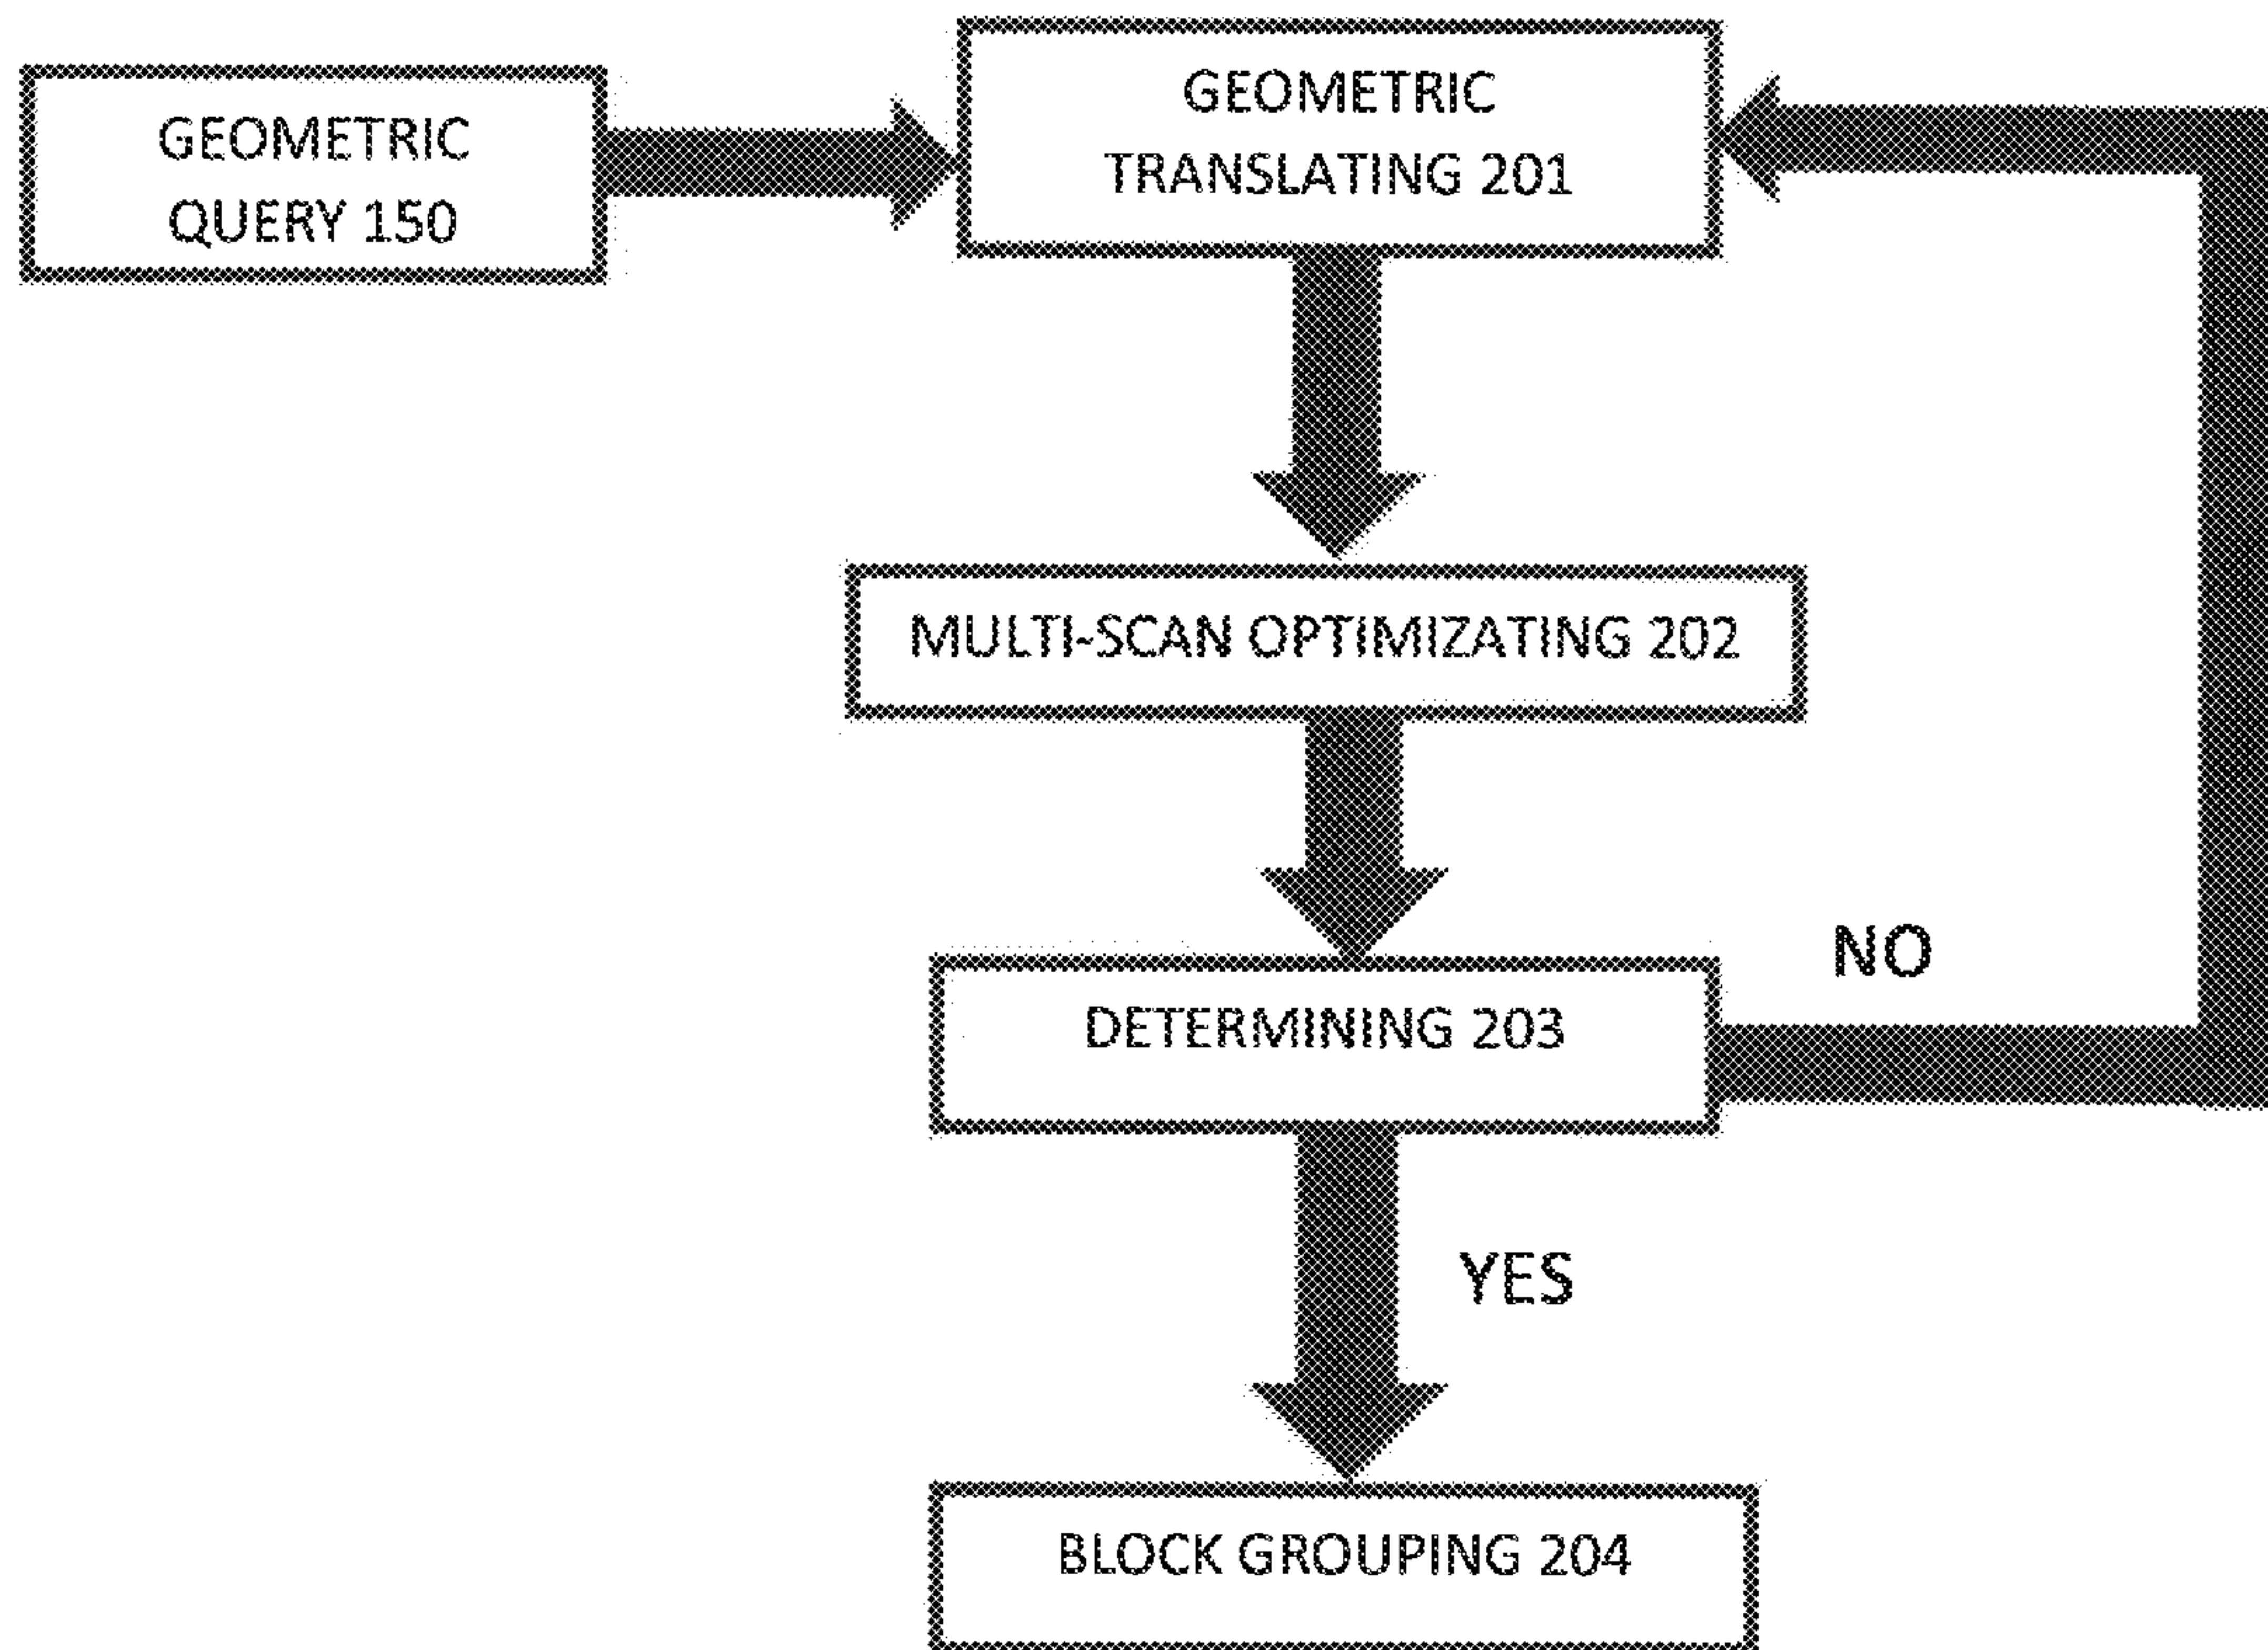 GEOMETRIC
QUERY 150
GEOMETRIC
TRANSLATING 201
MULTI-SCAN OPTIMIZATING 202
DETERMINING 203
NO
YES
BLOCK GROUPING 204